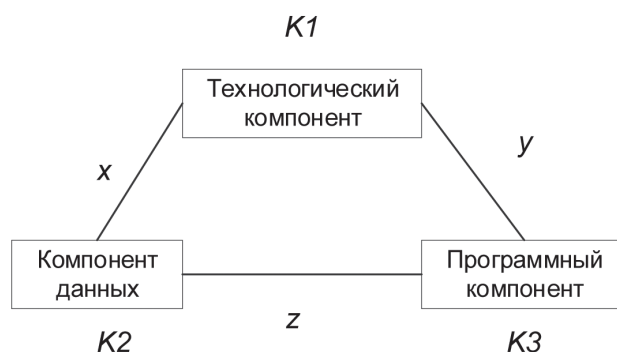 K1
Технологический
компонент
x
y
Компонент
данных
Программный
компонент
z
K2
K3